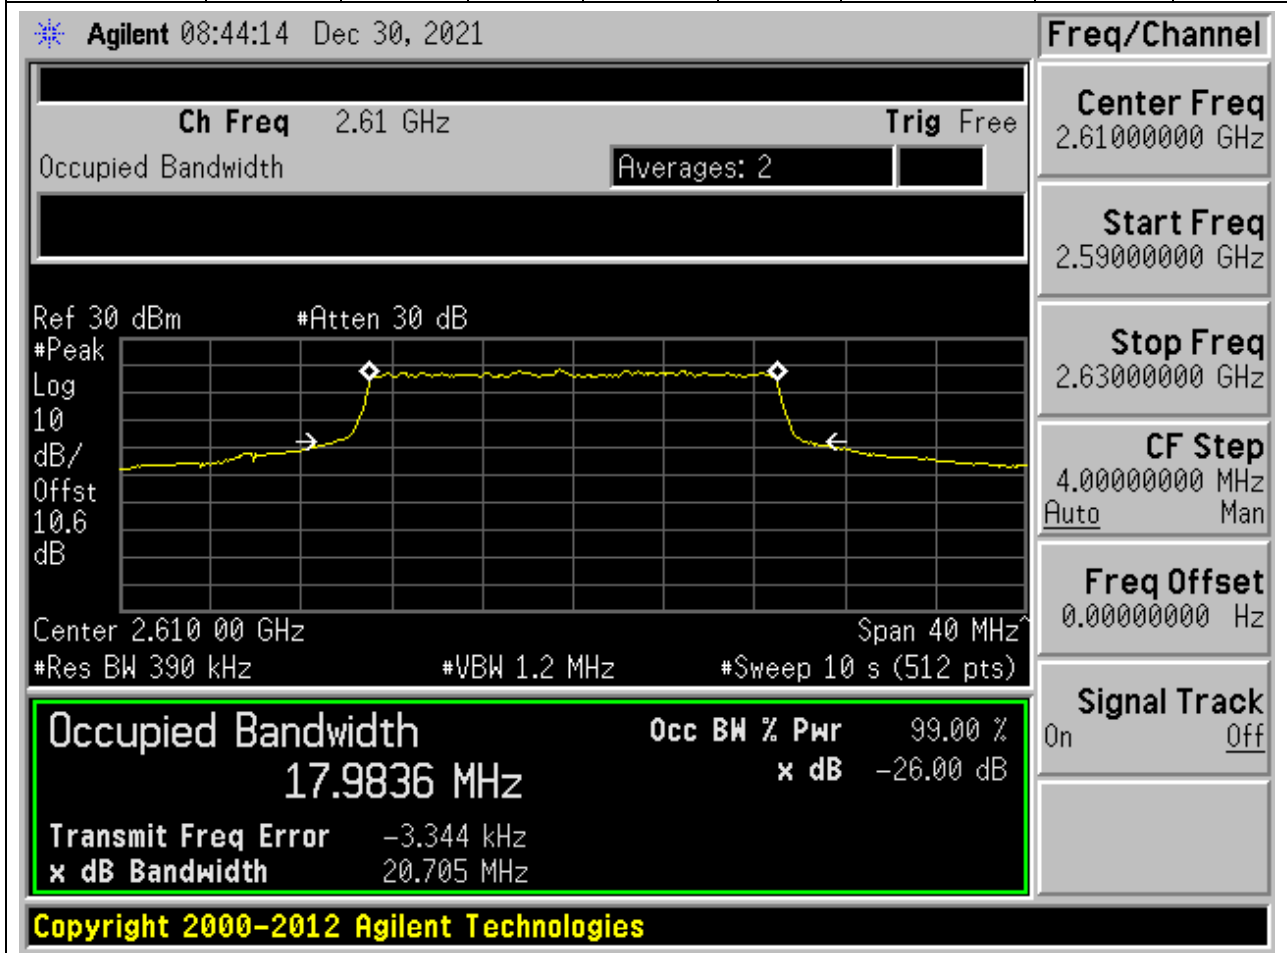 Agilent 08:44:14 Dec 30, 2021
Freq/Channel
Ch Freq 2.61 GHz Trig Free
Occupied Bandwidth Averages: 2
Center Freq
2.61000000 GHz
Start Freq
2.59000000 GHz
Stop Freq
2.63000000 GHz
CF Step
4.00000000 MHz
Auto Man
Freq Offset
0.00000000 Hz
Signal Track
On Off
Ref 30 dBm #Atten 30 dB
#Peak
Log
10
dB/
Offst
10.6
dB
Center 2.610 00 GHz Span 40 MHz^
#Res BW 390 kHz #VBW 1.2 MHz #Sweep 10 s (512 pts)
Occupied Bandwidth Occ BW % Pwr 99.00 %
17.9836 MHz x dB -26.00 dB
Transmit Freq Error -3.344 kHz
x dB Bandwidth 20.705 MHz
Copyright 2000-2012 Agilent Technologies